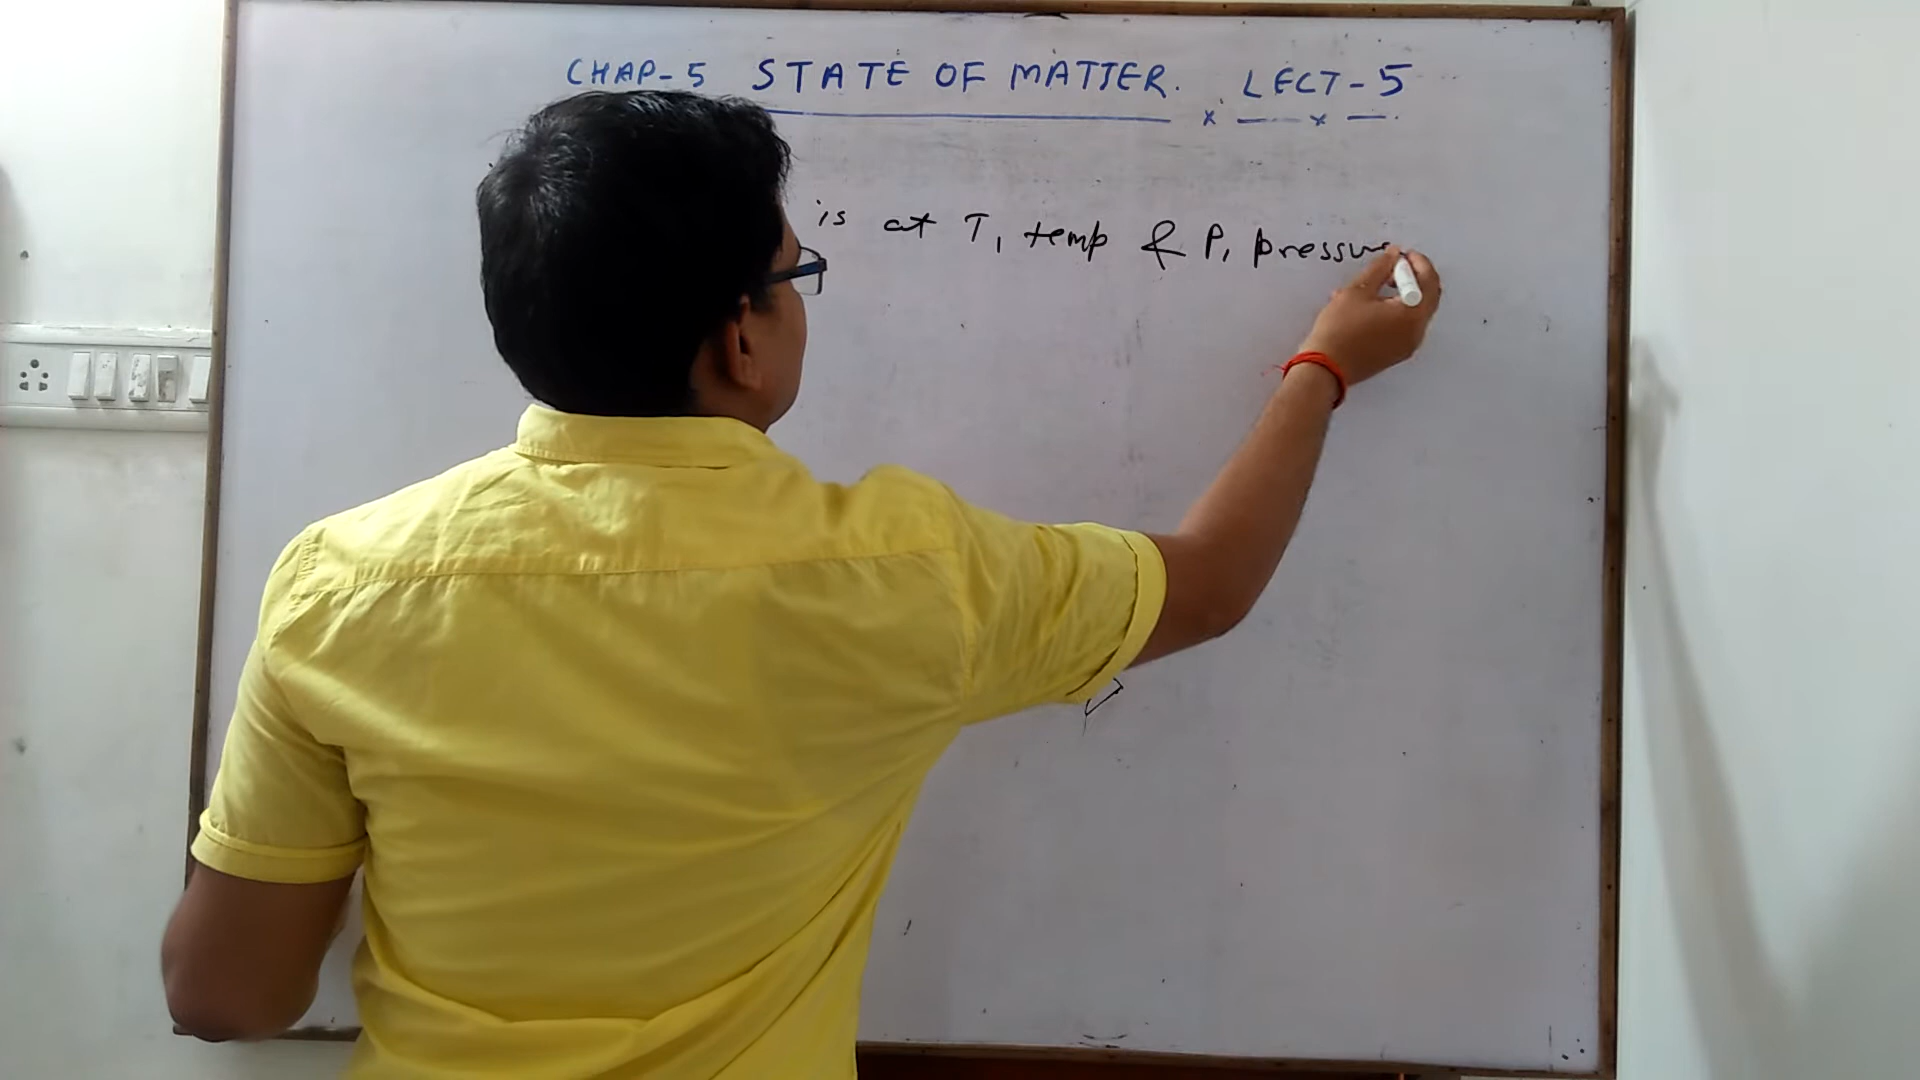 CHAP-5 STATE OF MATTER. LECT-5
is at T₁ temp & P₁ pressure